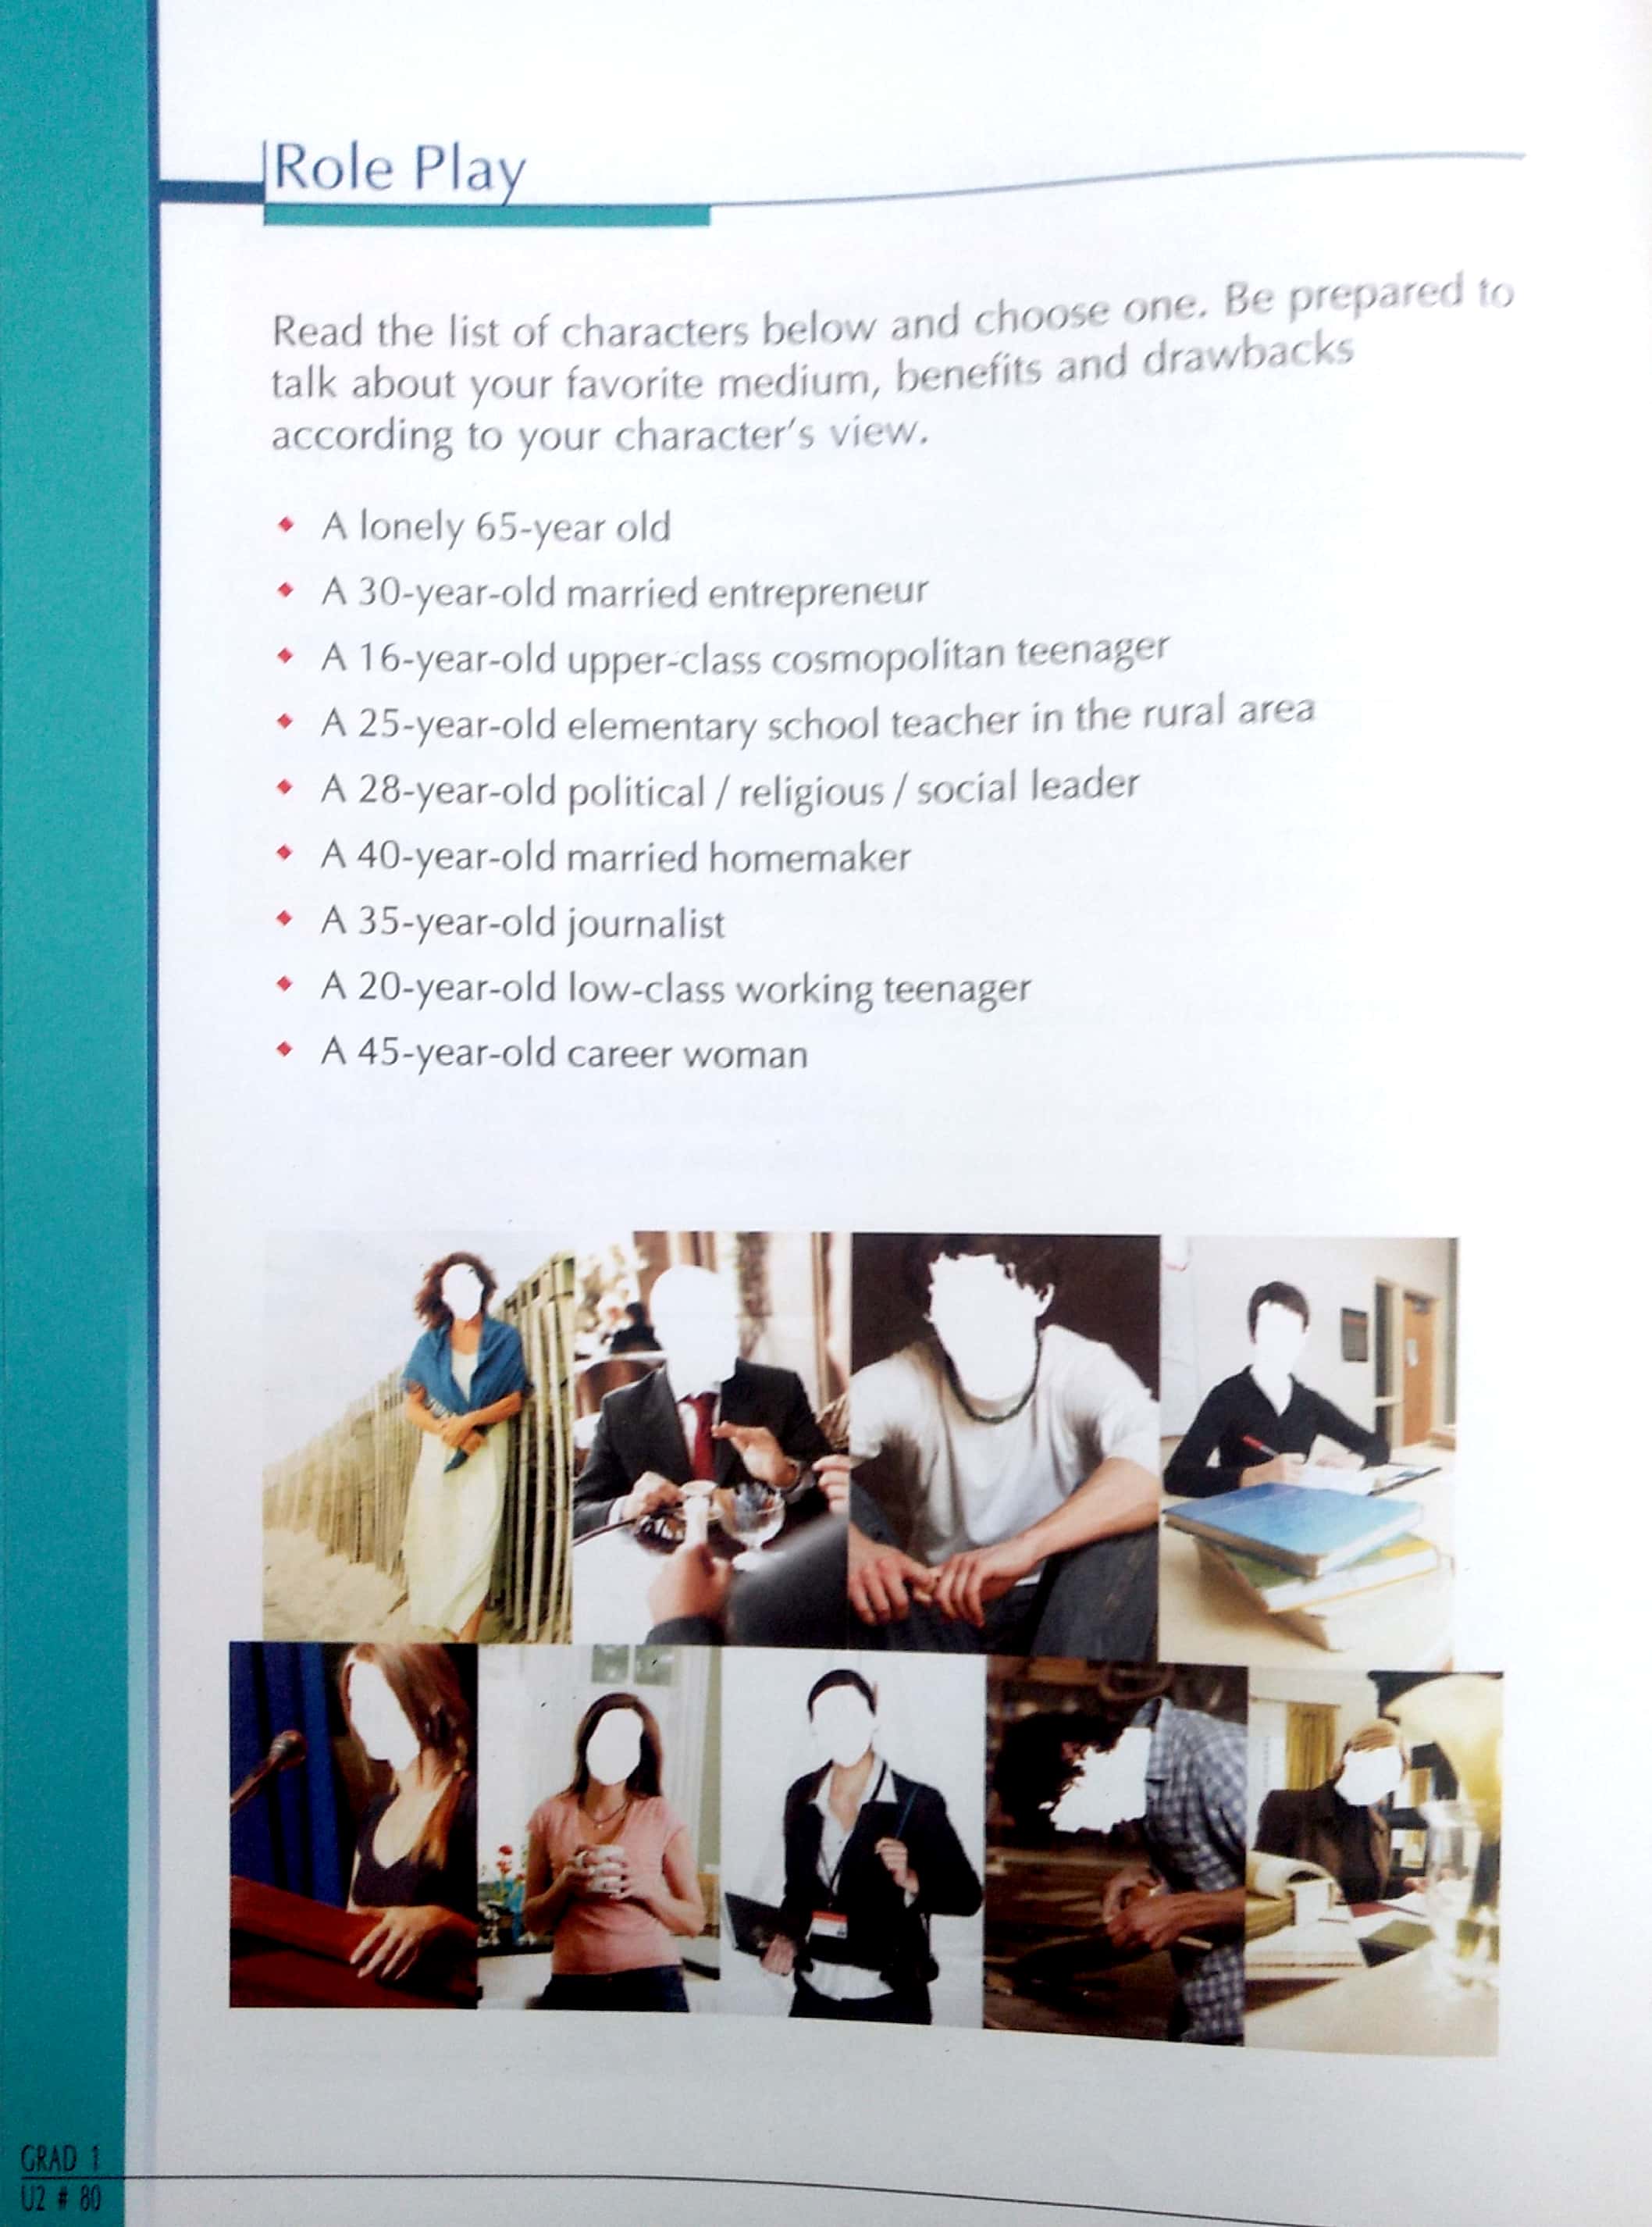 Role Play
Read the list of characters below and choose one. Be prepared to
talk about your favorite medium, benefits and drawbacks
according to your character's view.
A lonely 65-year old
A 30-year-old married entrepreneur
A 16-year-old upper-class cosmopolitan teenager
A 25-year-old elementary school teacher in the rural area
A 28-year-old political / religious / social leader
A 40-year-old married homemaker
A 35-year-old journalist
A 20-year-old low-class working teenager
A 45-year-old career woman
GRAD 1
U2 # 80